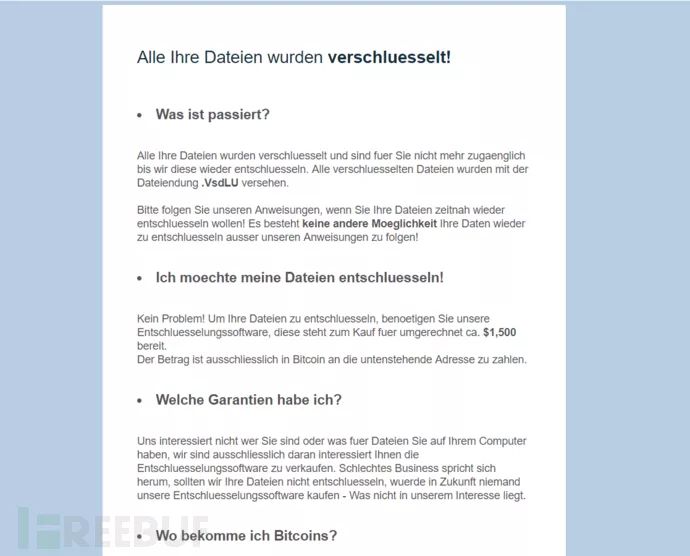 Alle Ihre Dateien wurden verschluesselt!
• Was ist passiert?
Alle Ihre Dateien wurden verschluesselt und sind fuer Sie nicht mehr zugaenglich
bis wir diese wieder entschluesseln. Alle verschluesselten Dateien wurden mit der
Dateiendung .VsdLU versehen.
Bitte folgen Sie unseren Anweisungen, wenn Sie Ihre Dateien zeitnah wieder
entschluesseln wollen! Es besteht keine andere Moeglichkeit Ihre Daten wieder
zu entschluesseln ausser unseren Anweisungen zu folgen!
• Ich moechte meine Dateien entschluesseln!
Kein Problem! Um Ihre Dateien zu entschluesseln, benoetigen Sie unsere
Entschluesselungssoftware, diese steht zum Kauf fuer umgerechnet ca. $1,500
bereit.
Der Betrag ist ausschliesslich in Bitcoin an die untenstehende Adresse zu zahlen.
• Welche Garantien habe ich?
Uns interessiert nicht wer Sie sind oder was fuer Dateien Sie auf Ihrem Computer
haben, wir sind ausschliesslich daran interessiert Ihnen die
Entschluesselungssoftware zu verkaufen. Schlechtes Business spricht sich
herum, sollten wir Ihre Dateien nicht entschluesseln, wuerde in Zukunft niemand
unsere Entschluesselungssoftware kaufen - Was nicht in unserem Interesse liegt.
• Wo bekomme ich Bitcoins?
FREEBUF